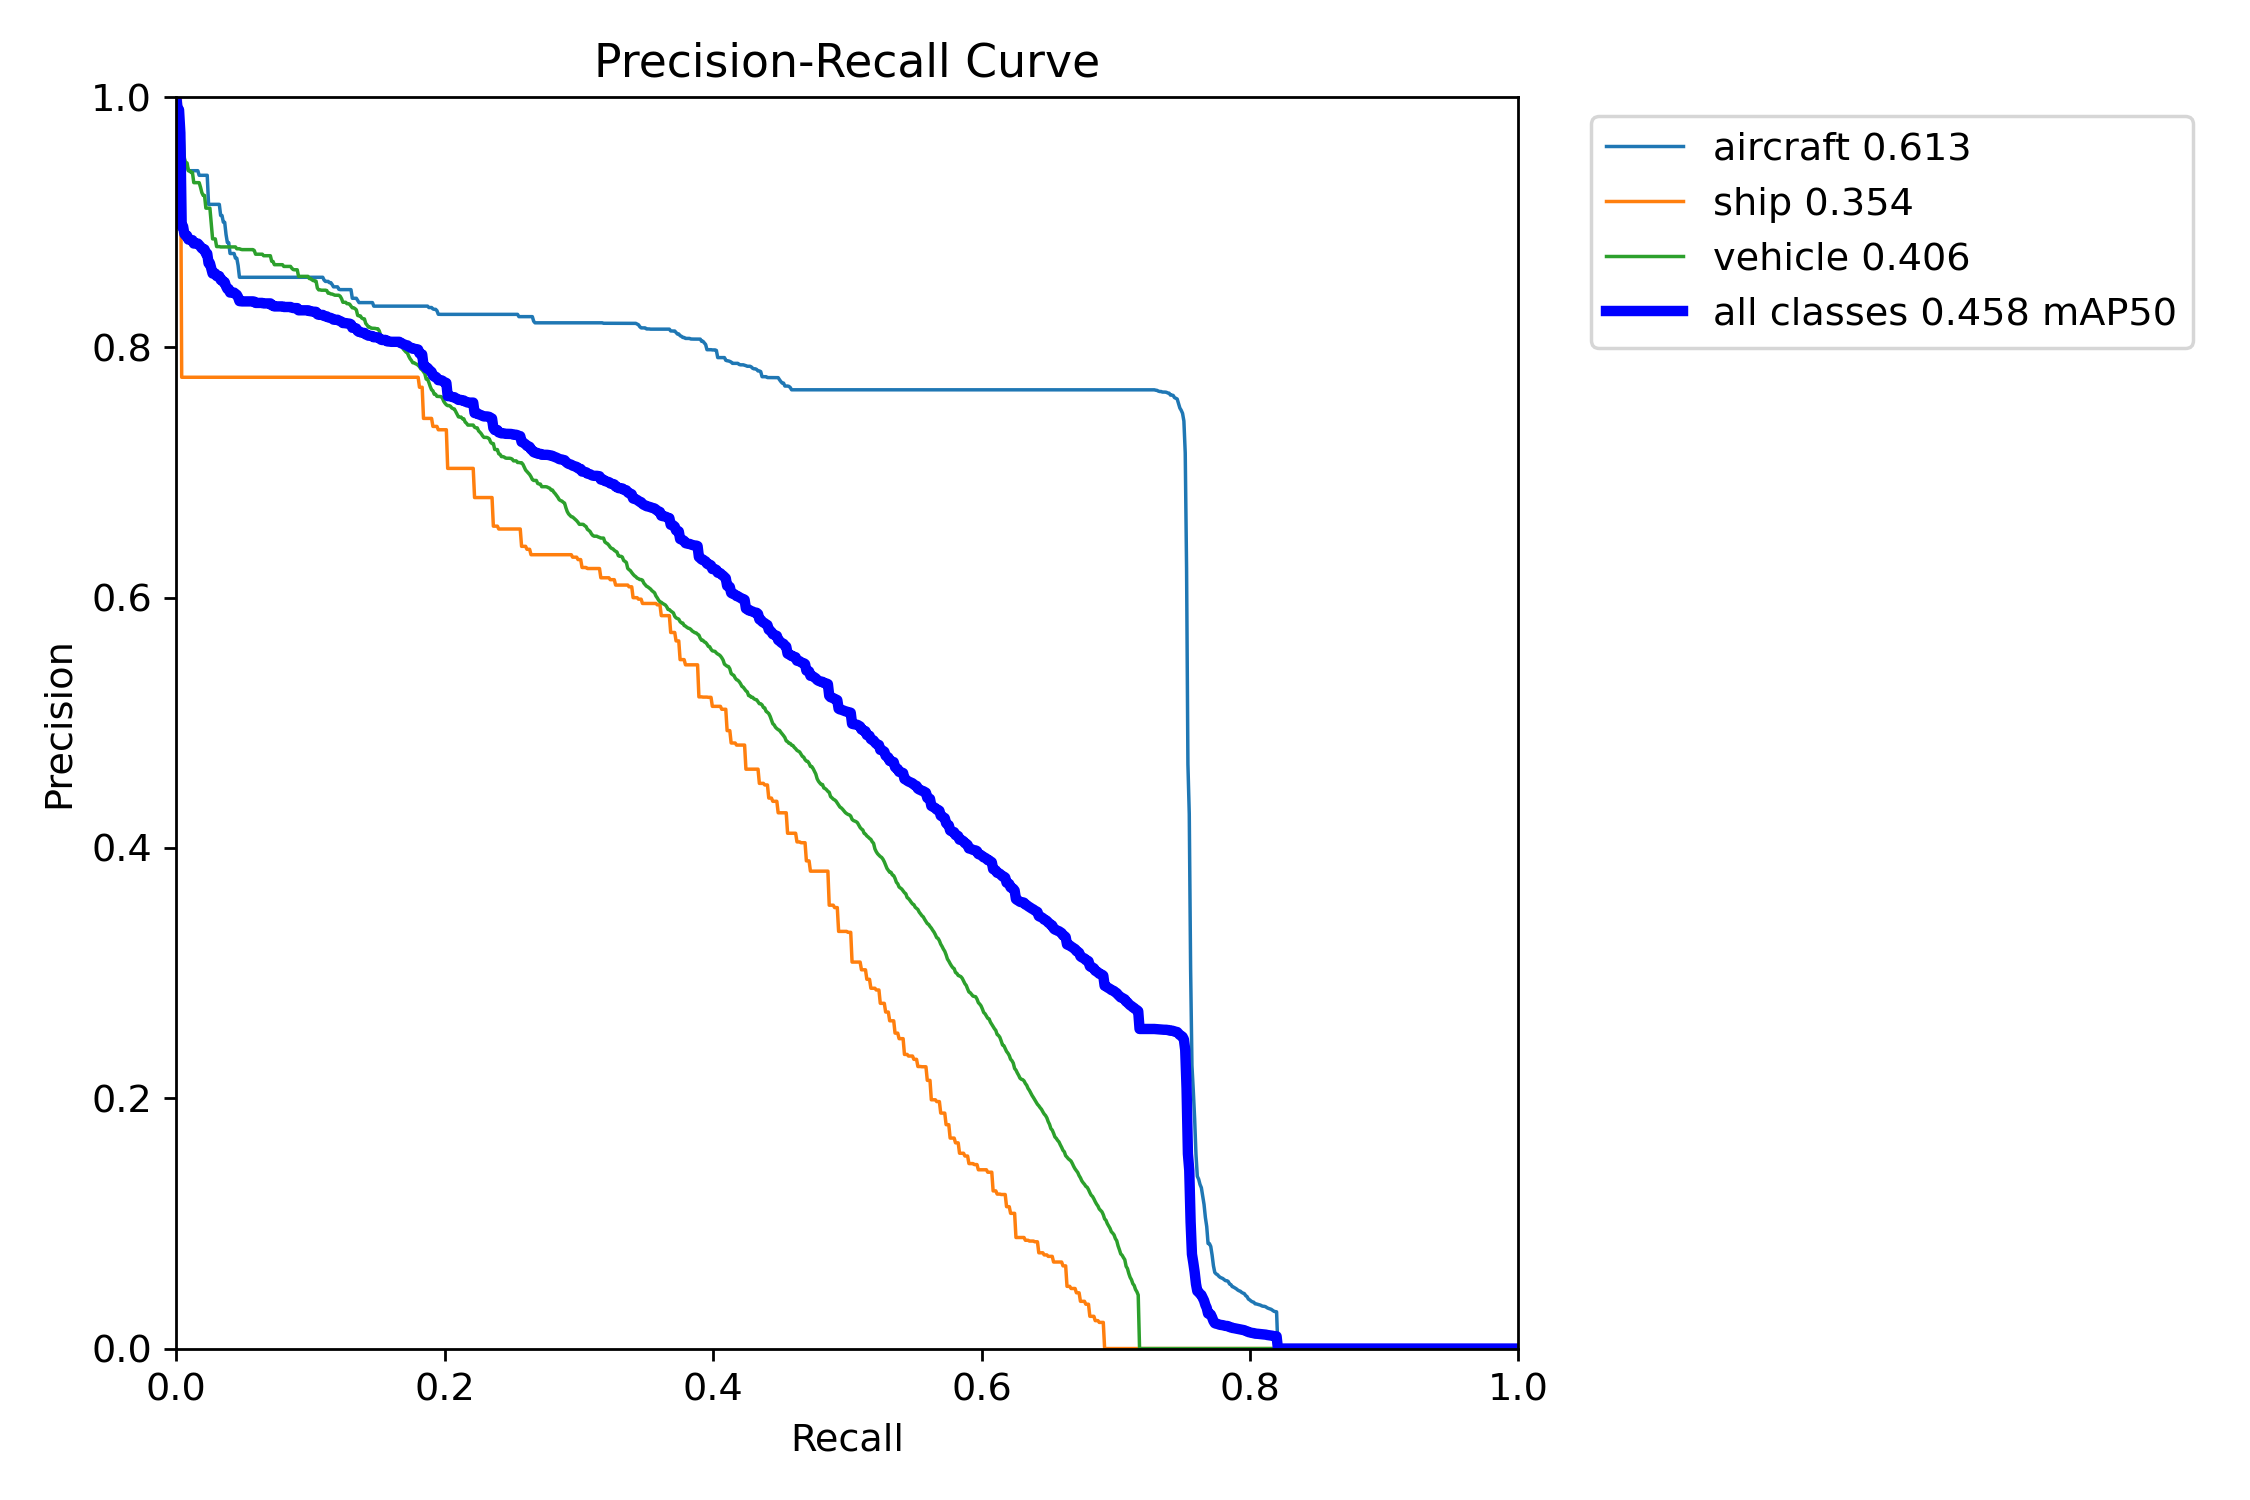 Precision-Recall Curve
1.0
0.8
0.6
0.4
0.2
0.0
Precision
0.0 0.2 0.4 0.6 0.8 1.0
Recall
aircraft 0.613
ship 0.354
vehicle 0.406
all classes 0.458 mAP50